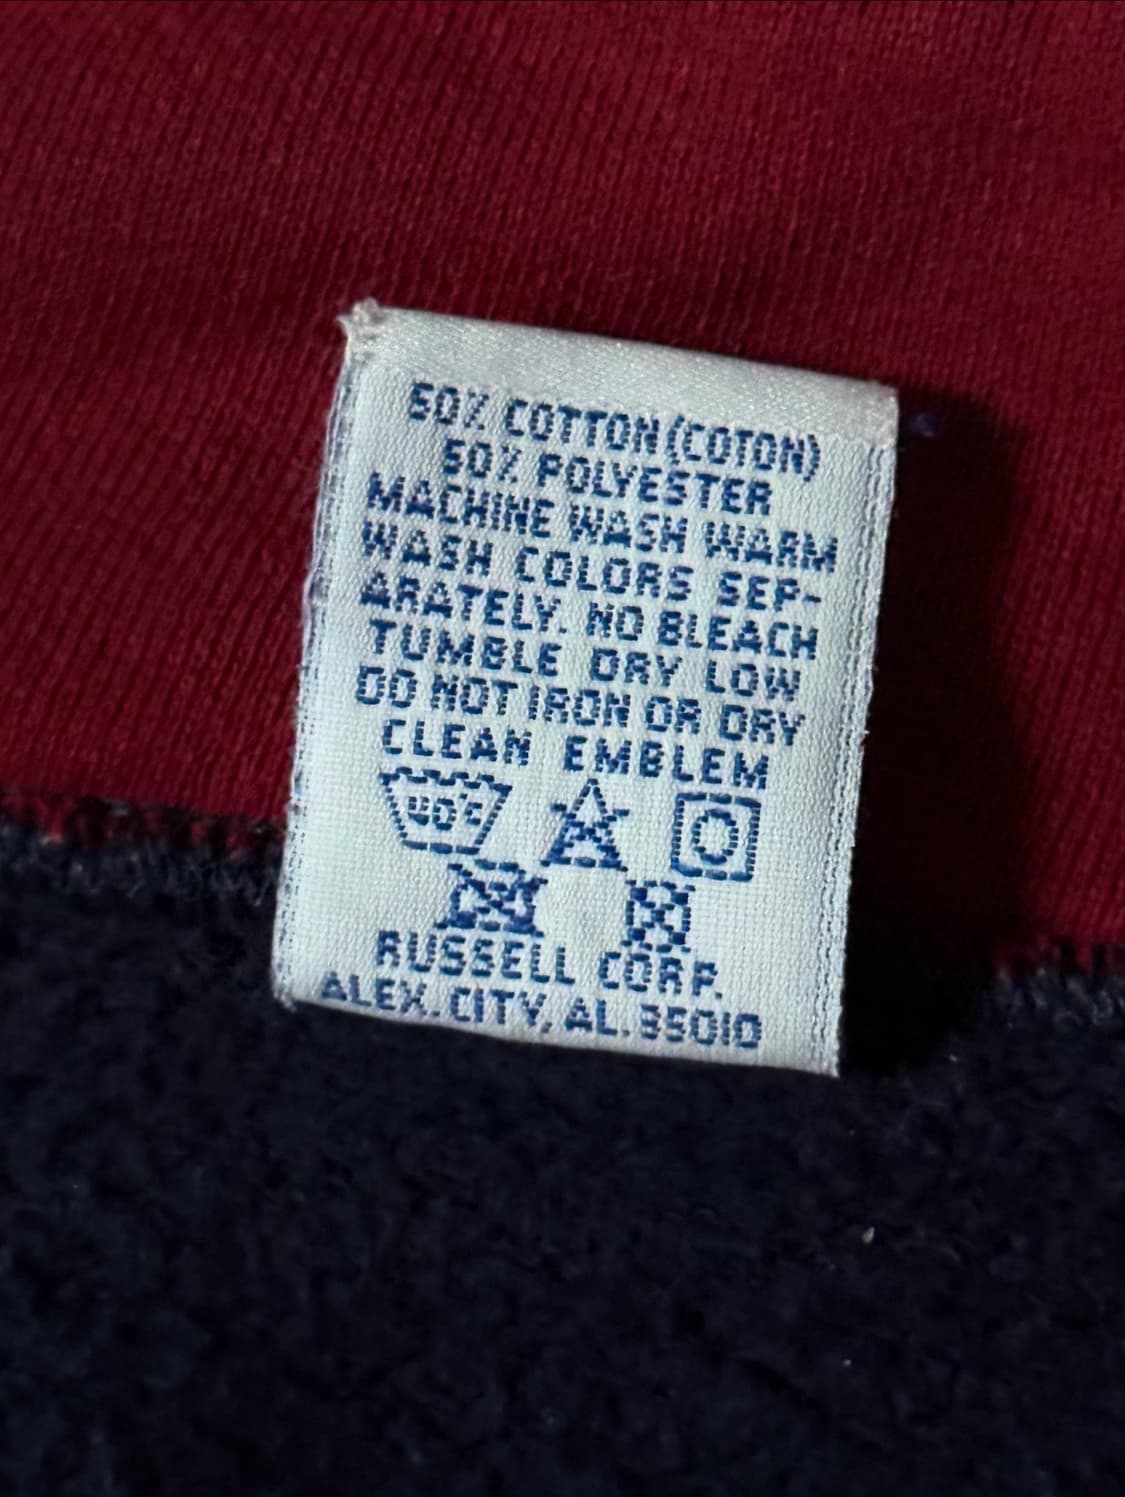 50% COTTON (COTON)
50% POLYESTER
MACHINE WASH WARM
WASH COLORS SEP-
ARATELY. NO BLEACH
TUMBLE DRY LOW
DO NOT IRON OR DRY
CLEAN EMBLEM
40°C
RUSSELL CORP.
ALEX. CITY, AL. 35010